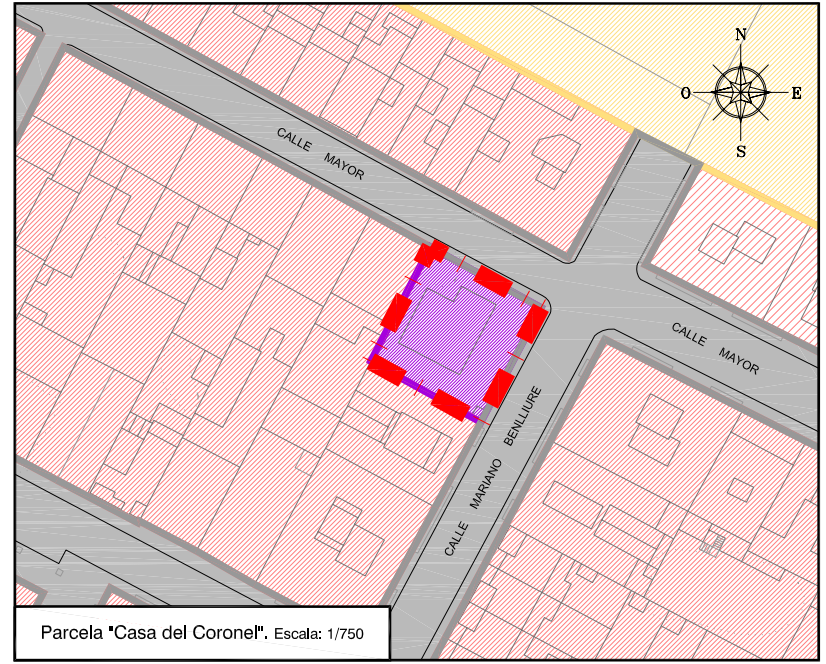 N
O E
S
CALLE MAYOR
CALLE MAYOR
CALLE MARIANO BENLLIURE
Parcela "Casa del Coronel". Escala: 1/750